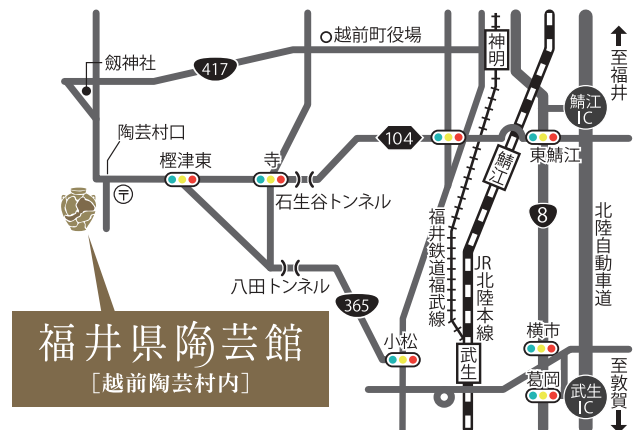 越前町役場
神明
至福井
劔神社
417
鯖江
IC
陶芸村口
104
樫津東
寺
東鯖江
鯖江
石生谷トンネル
〒
8
福井鉄道福武線
北陸自動車道
JR北陸本線
八田トンネル
365
小松
横市
武生
至敦賀
葛岡
武生
IC
福井県陶芸館
[越前陶芸村内]